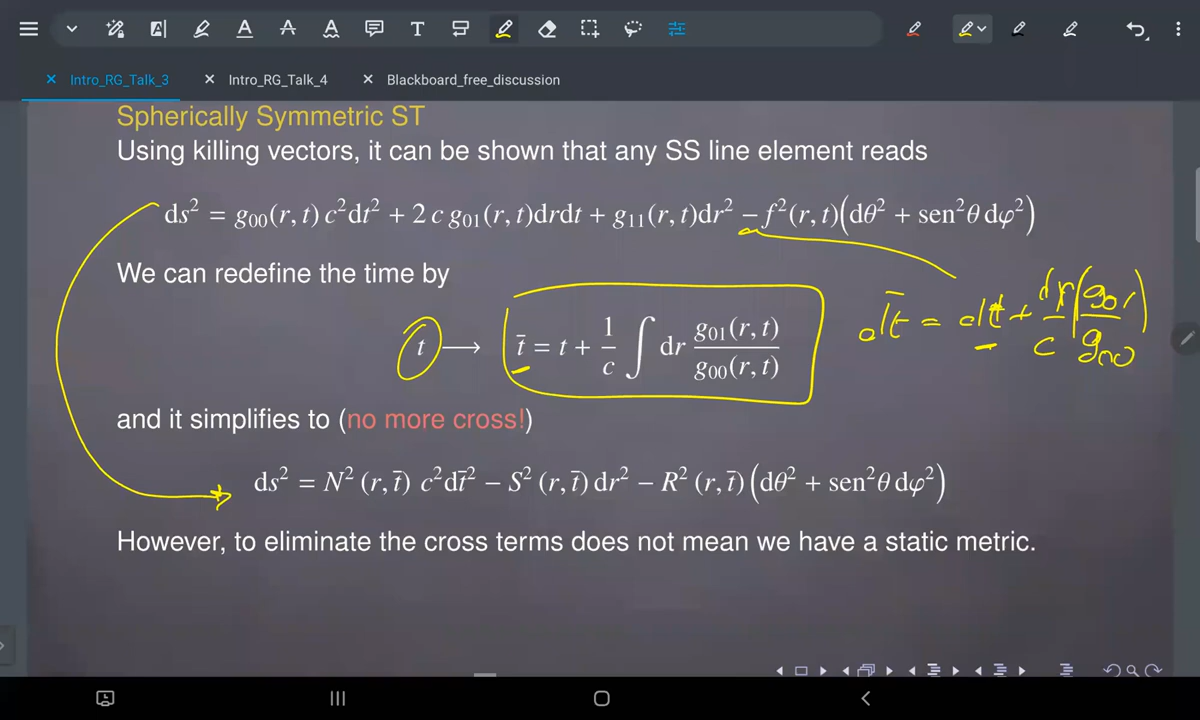 Intro_RG_Talk_3 Intro_RG_Talk_4 Blackboard_free_discussion
Spherically Symmetric ST
Using killing vectors, it can be shown that any SS line element reads
ds² = g₀₀(r, t) c²dt² + 2 c g₀₁(r, t)drdt + g₁₁(r, t)dr² − f²(r, t)(dθ² + sen²θ dφ²)
We can redefine the time by
t ⟶ t̄ = t + 1/c ∫ dr g₀₁(r, t)/g₀₀(r, t)
dt̄ = dt + dr/c (g₀₁/g₀₀)
and it simplifies to (no more cross!)
ds² = N² (r, t̄) c²dt̄² − S² (r, t̄) dr² − R² (r, t̄) (dθ² + sen²θ dφ²)
However, to eliminate the cross terms does not mean we have a static metric.